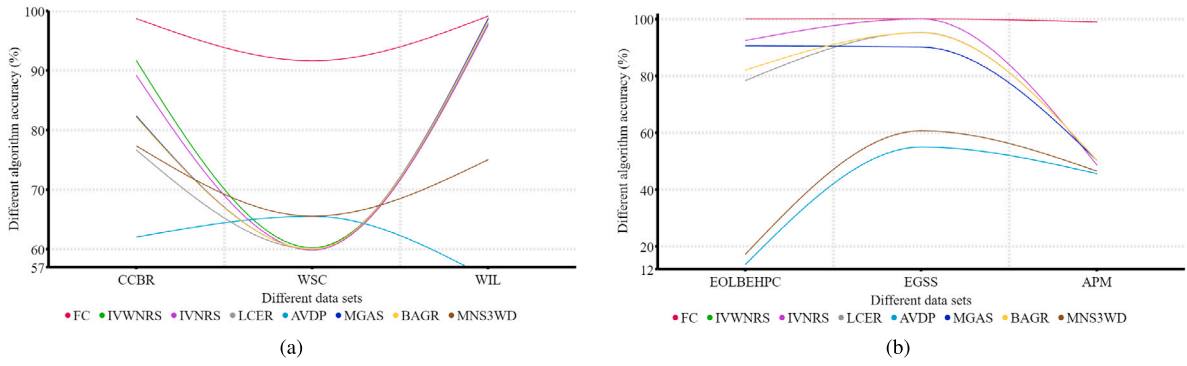 Different algorithm accuracy (%)
100
90
80
70
60
57
CCBR WSC WIL
Different data sets
FC IVWNRS IVNRS LCER AVDP MGAS BAGR MNS3WD
(a)
Different algorithm accuracy (%)
100
80
60
40
20
12
EOLBEHPC EGSS APM
Different data sets
FC IVWNRS IVNRS LCER AVDP MGAS BAGR MNS3WD
(b)